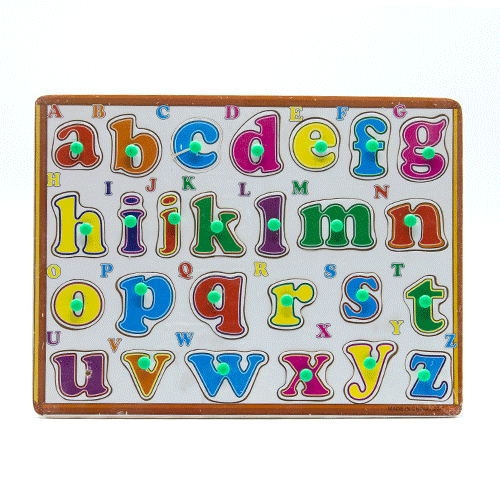 A B C D E F G
a b c d e f g
H I J K L M N
h i j k l m n
O P Q R S T
o p q r s t
U V W X Y Z
u v w x y z